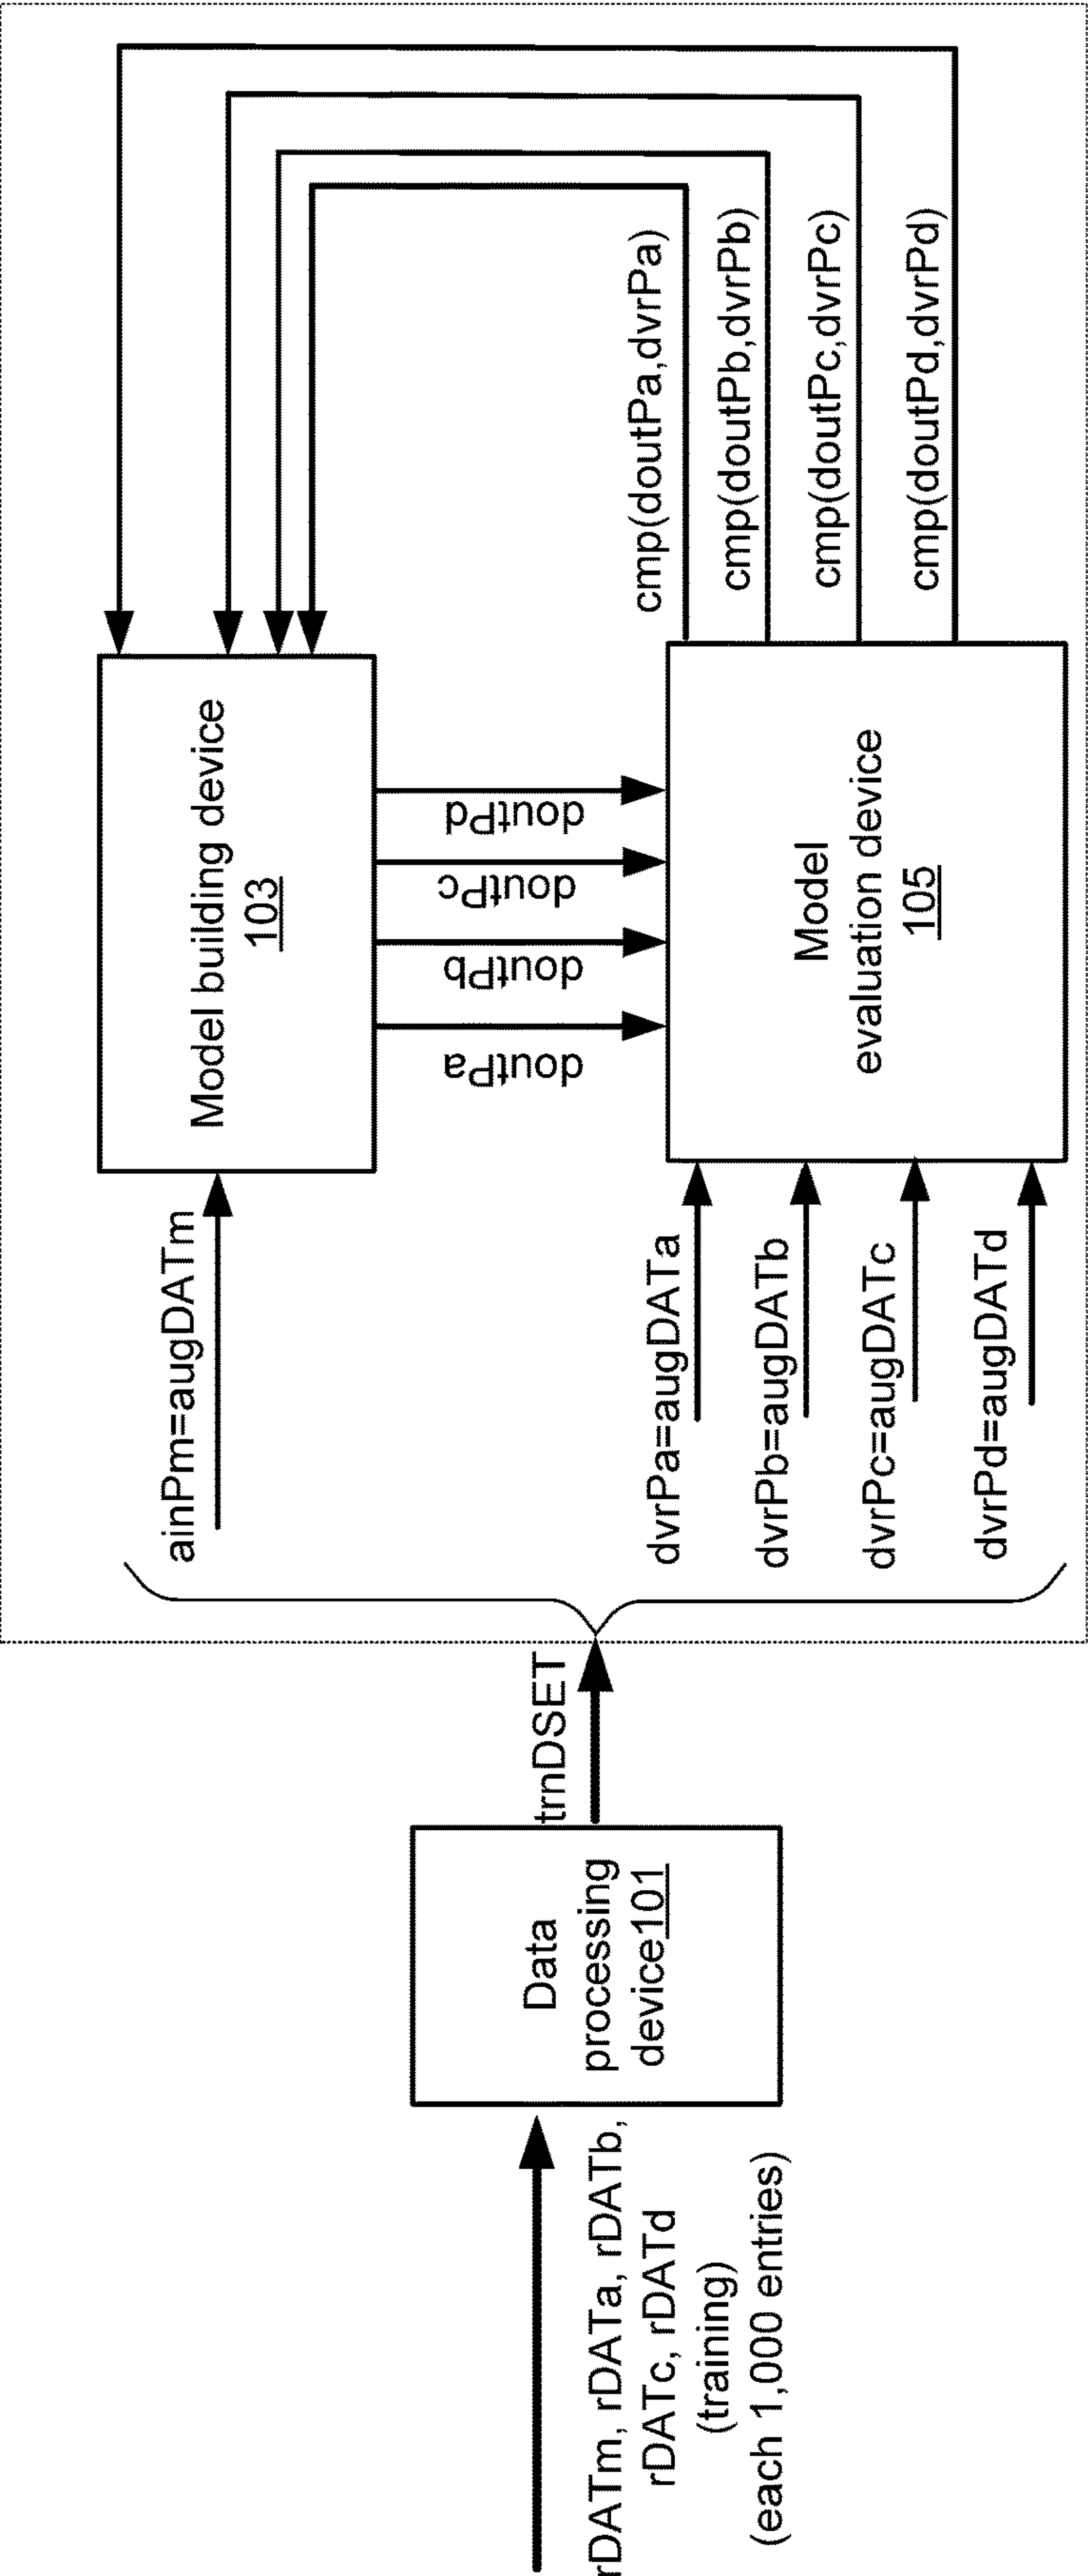 rDATm, rDATa, rDATb,
rDATc, rDATd
(training)
(each 1,000 entries)
Data
processing
device101
trnDSET
ainPm=augDATm
dvrPa=augDATa
dvrPb=augDATb
dvrPc=augDATc
dvrPd=augDATd
Model building device
103
doutPa
doutPb
doutPc
doutPd
Model
evaluation device
105
cmp(doutPa,dvrPa)
cmp(doutPb,dvrPb)
cmp(doutPc,dvrPc)
cmp(doutPd,dvrPd)